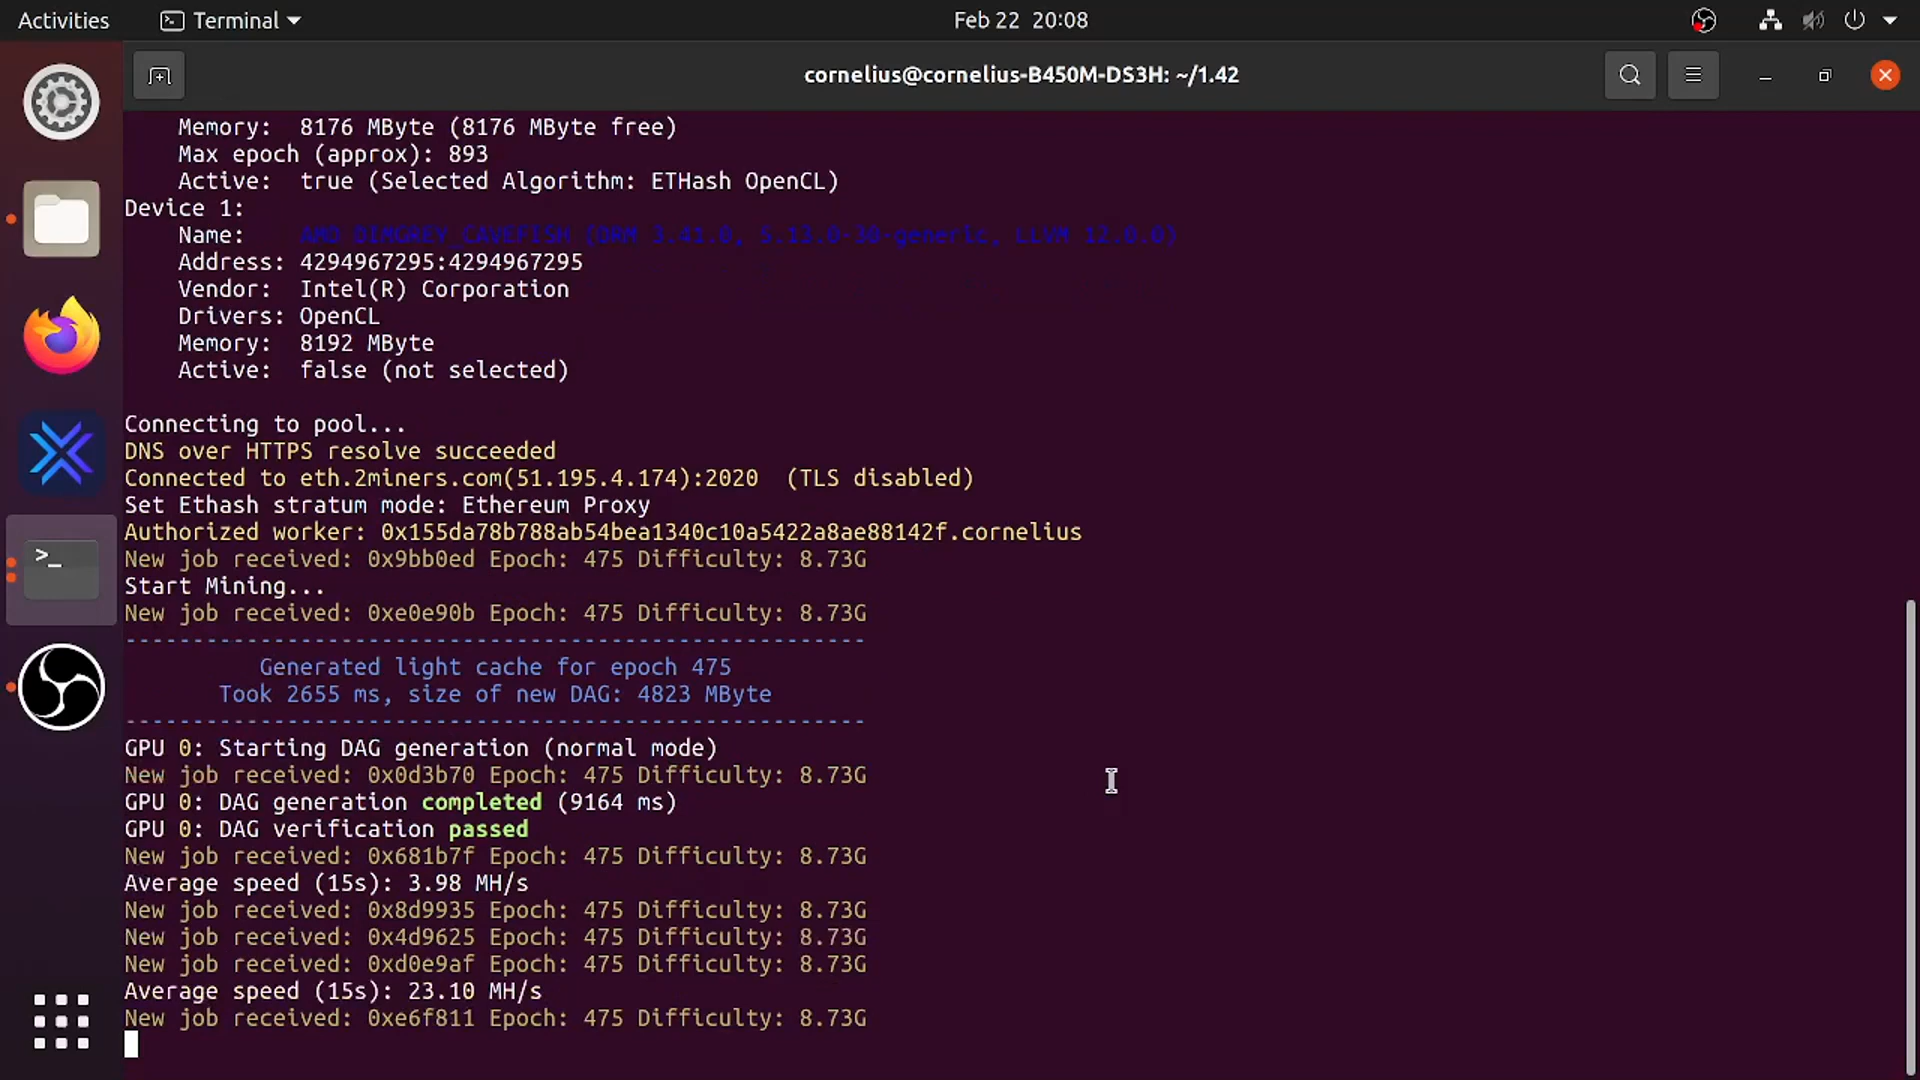 Activities
Terminal
Feb 22 20:08
cornelius@cornelius-B450M-DS3H: ~/1.42
Memory: 8176 MByte (8176 MByte free)
Max epoch (approx): 893
Active: true (Selected Algorithm: ETHash OpenCL)
Device 1:
Name: AMD DIMGREY_CAVEFISH (DRM 3.41.0, 5.13.0-30-generic, LLVM 12.0.0)
Address: 4294967295:4294967295
Vendor: Intel(R) Corporation
Drivers: OpenCL
Memory: 8192 MByte
Active: false (not selected)
Connecting to pool...
DNS over HTTPS resolve succeeded
Connected to eth.2miners.com(51.195.4.174):2020 (TLS disabled)
Set Ethash stratum mode: Ethereum Proxy
Authorized worker: 0x155da78b788ab54bea1340c10a5422a8ae88142f.cornelius
New job received: 0x9bb0ed Epoch: 475 Difficulty: 8.73G
Start Mining...
New job received: 0xe0e90b Epoch: 475 Difficulty: 8.73G
-------------------------------------------------------
Generated light cache for epoch 475
Took 2655 ms, size of new DAG: 4823 MByte
-------------------------------------------------------
GPU 0: Starting DAG generation (normal mode)
New job received: 0x0d3b70 Epoch: 475 Difficulty: 8.73G
GPU 0: DAG generation completed (9164 ms)
GPU 0: DAG verification passed
New job received: 0x681b7f Epoch: 475 Difficulty: 8.73G
Average speed (15s): 3.98 MH/s
New job received: 0x8d9935 Epoch: 475 Difficulty: 8.73G
New job received: 0x4d9625 Epoch: 475 Difficulty: 8.73G
New job received: 0xd0e9af Epoch: 475 Difficulty: 8.73G
Average speed (15s): 23.10 MH/s
New job received: 0xe6f811 Epoch: 475 Difficulty: 8.73G